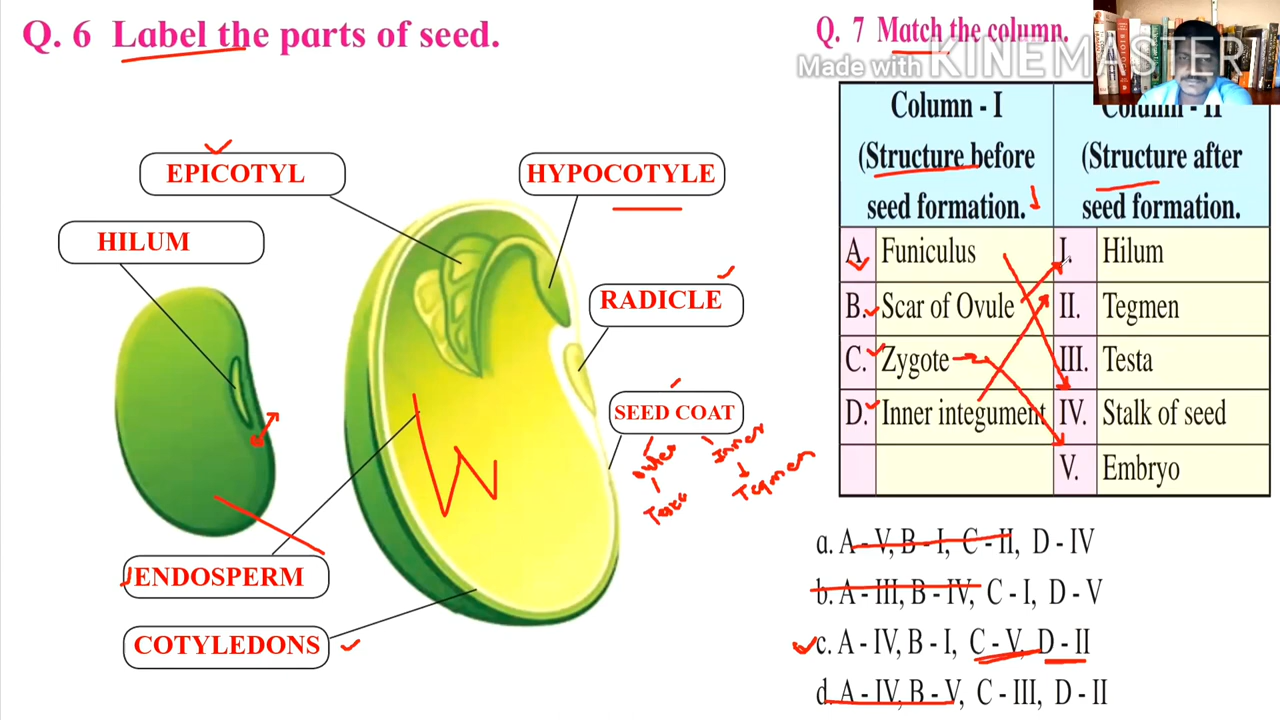 Q. 6 Label the parts of seed.
EPICOTYL
HYPOCOTYLE
HILUM
RADICLE
SEED COAT
outer
Inner
Testa
Tegmen
ENDOSPERM
COTYLEDONS
Q. 7 Match the column.
Made with KINEMASTER
Column - I
Column - II
(Structure before
(Structure after
seed formation.
seed formation.
A. Funiculus I. Hilum
B. Scar of Ovule II. Tegmen
C. Zygote III. Testa
D. Inner integument IV. Stalk of seed
V. Embryo
a. A - V, B - I, C - II, D - IV
b. A - III, B - IV, C - I, D - V
c. A - IV, B - I, C - V, D - II
d. A - IV, B - V, C - III, D - II